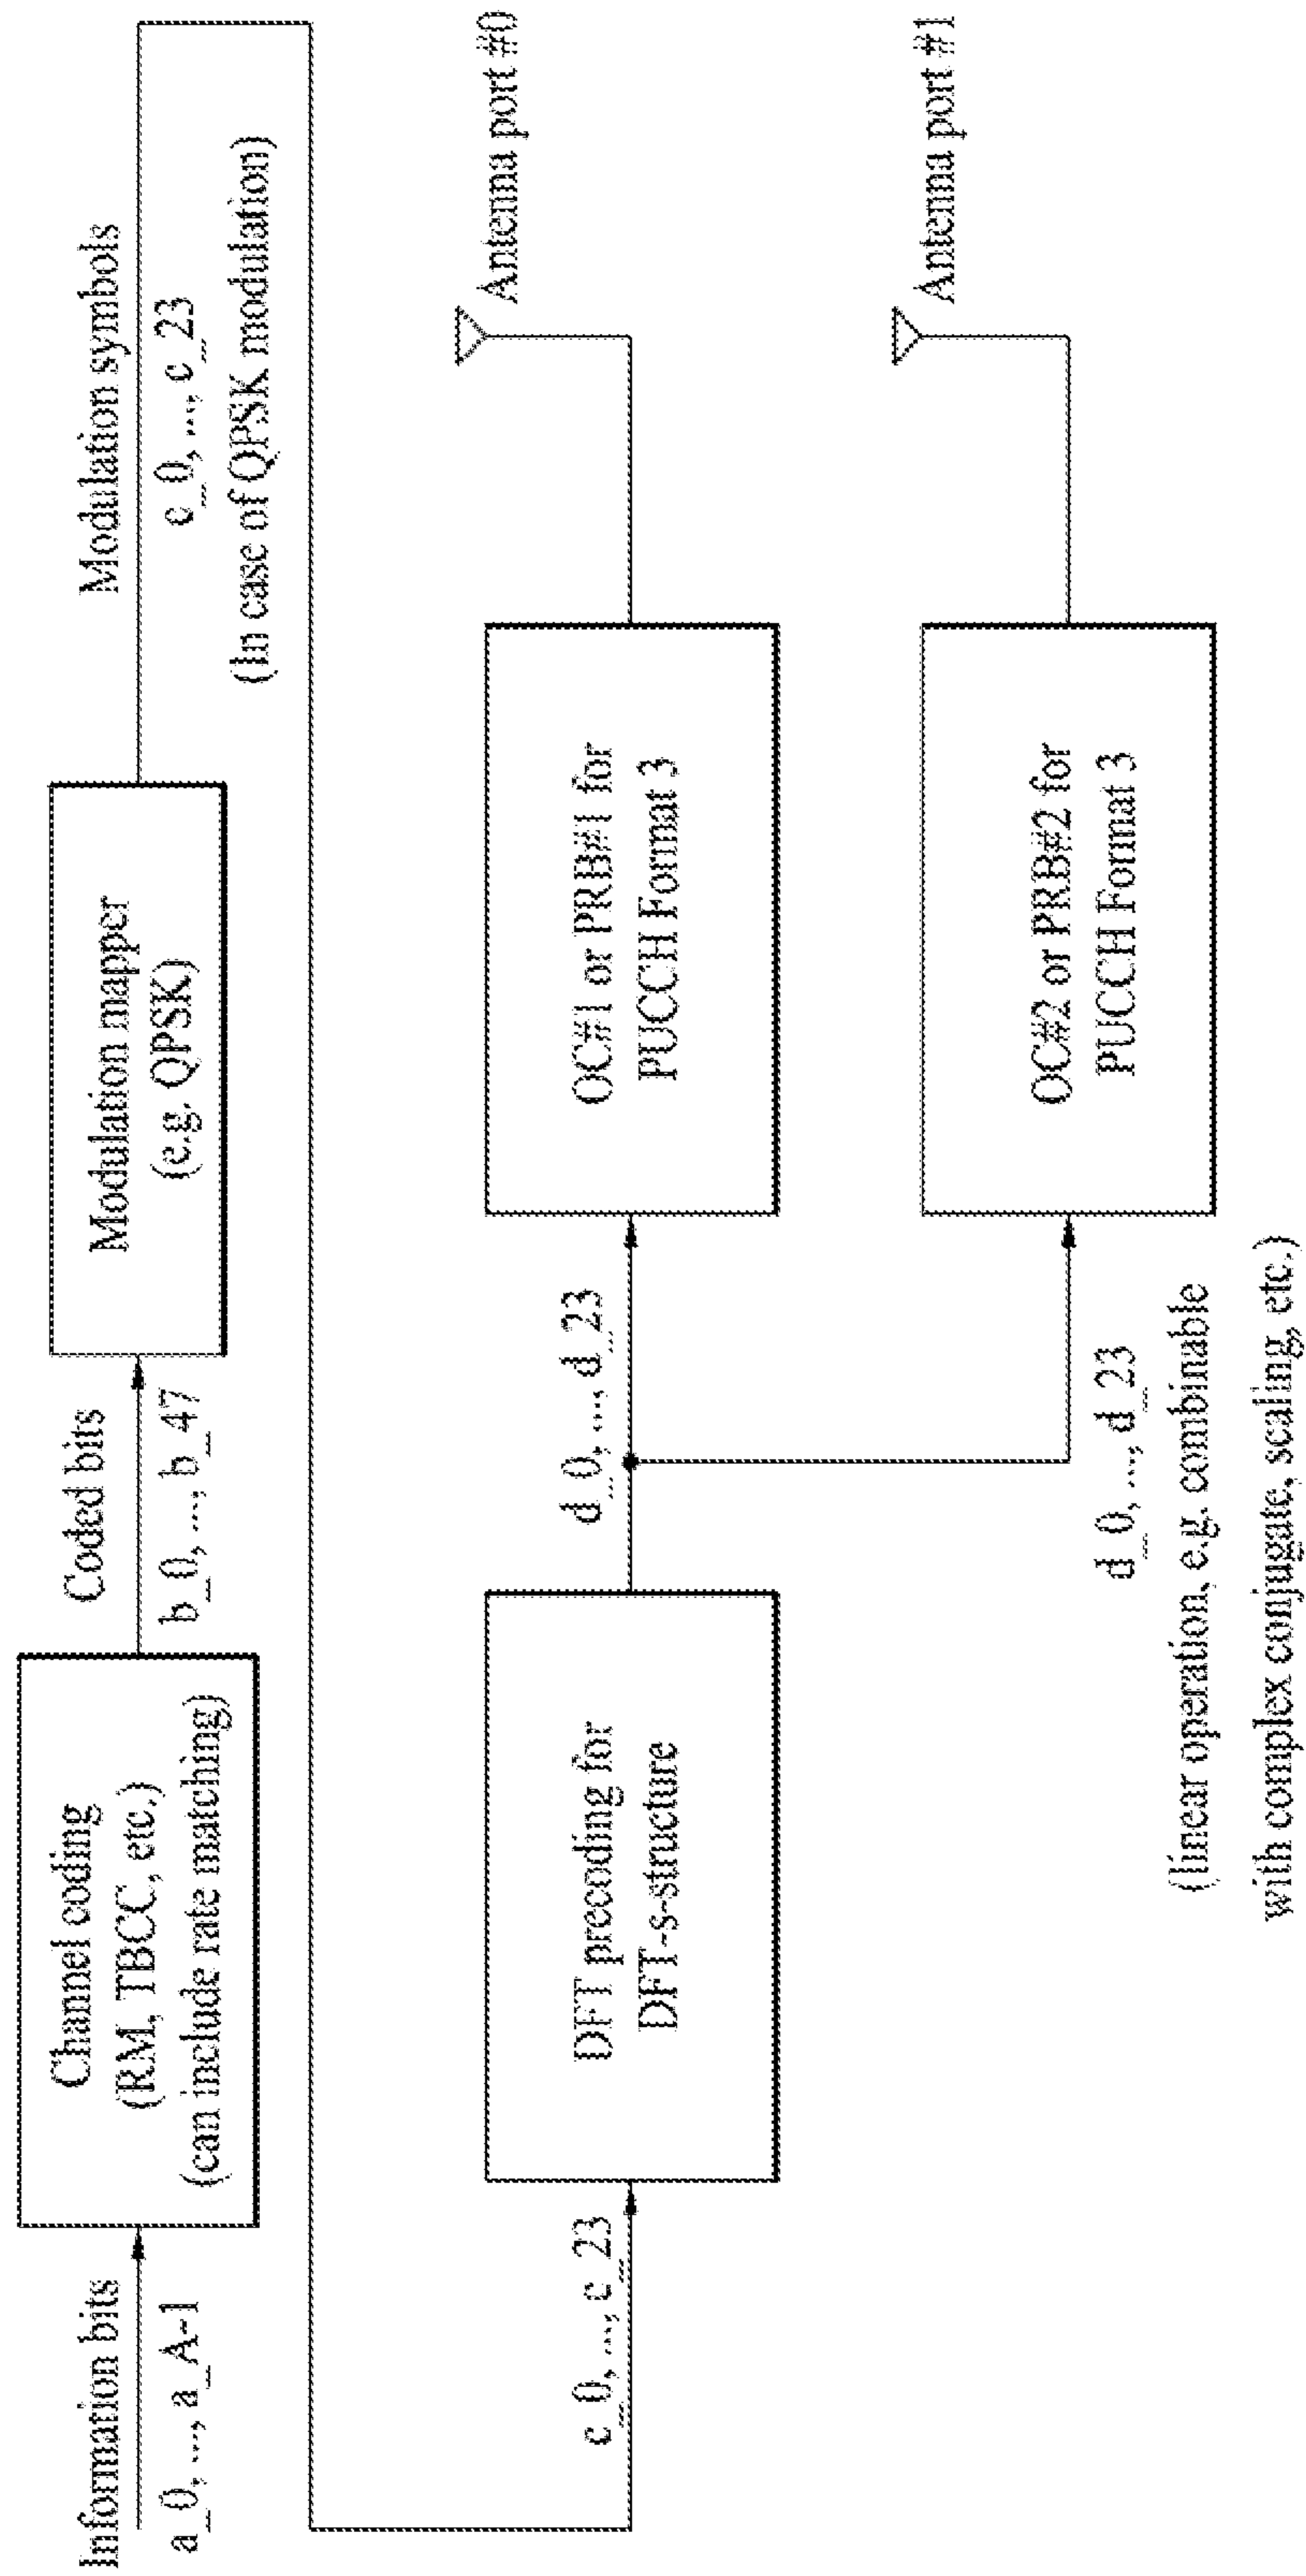 Information bits
a_0, ..., a_A-1
Channel coding
(RM, TBCC, etc.)
(can include rate matching)
Coded bits
b_0, ..., b_47
Modulation mapper
(e.g. QPSK)
Modulation symbols
c_0, ..., c_23
(In case of QPSK modulation)
c_0, ..., c_23
DFT precoding for
DFT-s-structure
d_0, ..., d_23
OC#1 or PRB#1 for
PUCCH Format 3
Antenna port #0
d_0, ..., d_23
(linear operation, e.g. combinable
with complex conjugate, scaling, etc.)
OC#2 or PRB#2 for
PUCCH Format 3
Antenna port #1